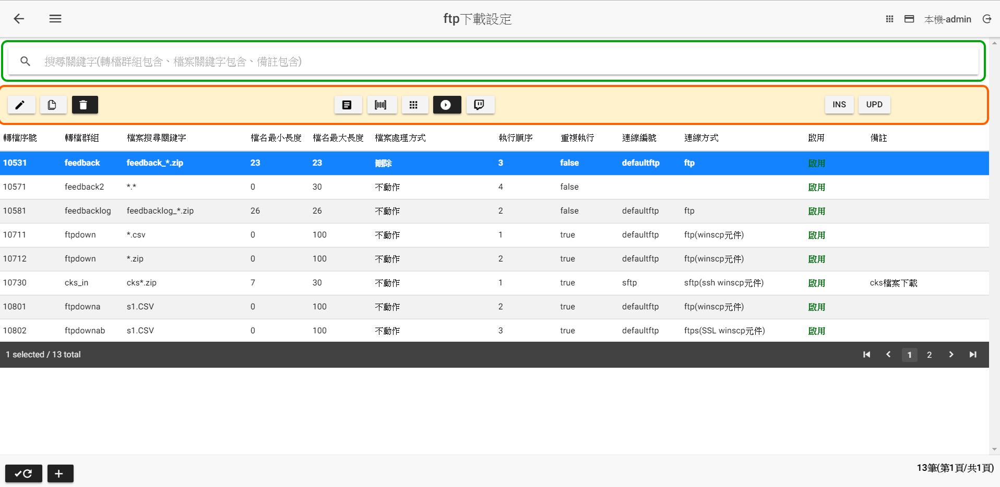 ftp下載設定
本機-admin
搜尋關鍵字(轉檔群組包含、檔案關鍵字包含、備註包含)
INS UPD
轉檔序號 轉檔群組 檔案搜尋關鍵字 檔名最小長度 檔名最大長度 檔案處理方式 執行順序 重複執行 連線編號 連線方式 啟用 備註
10531 feedback feedback_*.zip 23 23 刪除 3 false defaultftp ftp 啟用
10571 feedback2 *.* 0 30 不動作 4 false 啟用
10581 feedbacklog feedbacklog_*.zip 26 26 不動作 2 false defaultftp ftp 啟用
10711 ftpdown *.csv 0 100 不動作 1 true defaultftp ftp(winscp元件) 啟用
10712 ftpdown *.zip 0 100 不動作 2 true defaultftp ftp(winscp元件) 啟用
10730 cks_in cks*.zip 7 30 不動作 1 true sftp sftp(ssh winscp元件) 啟用 cks檔案下載
10801 ftpdowna s1.CSV 0 100 不動作 2 true defaultftp ftp(winscp元件) 啟用
10802 ftpdownab s1.CSV 0 100 不動作 3 true defaultftp ftps(SSL winscp元件) 啟用
1 selected / 13 total 1 2
13筆(第1頁/共1頁)